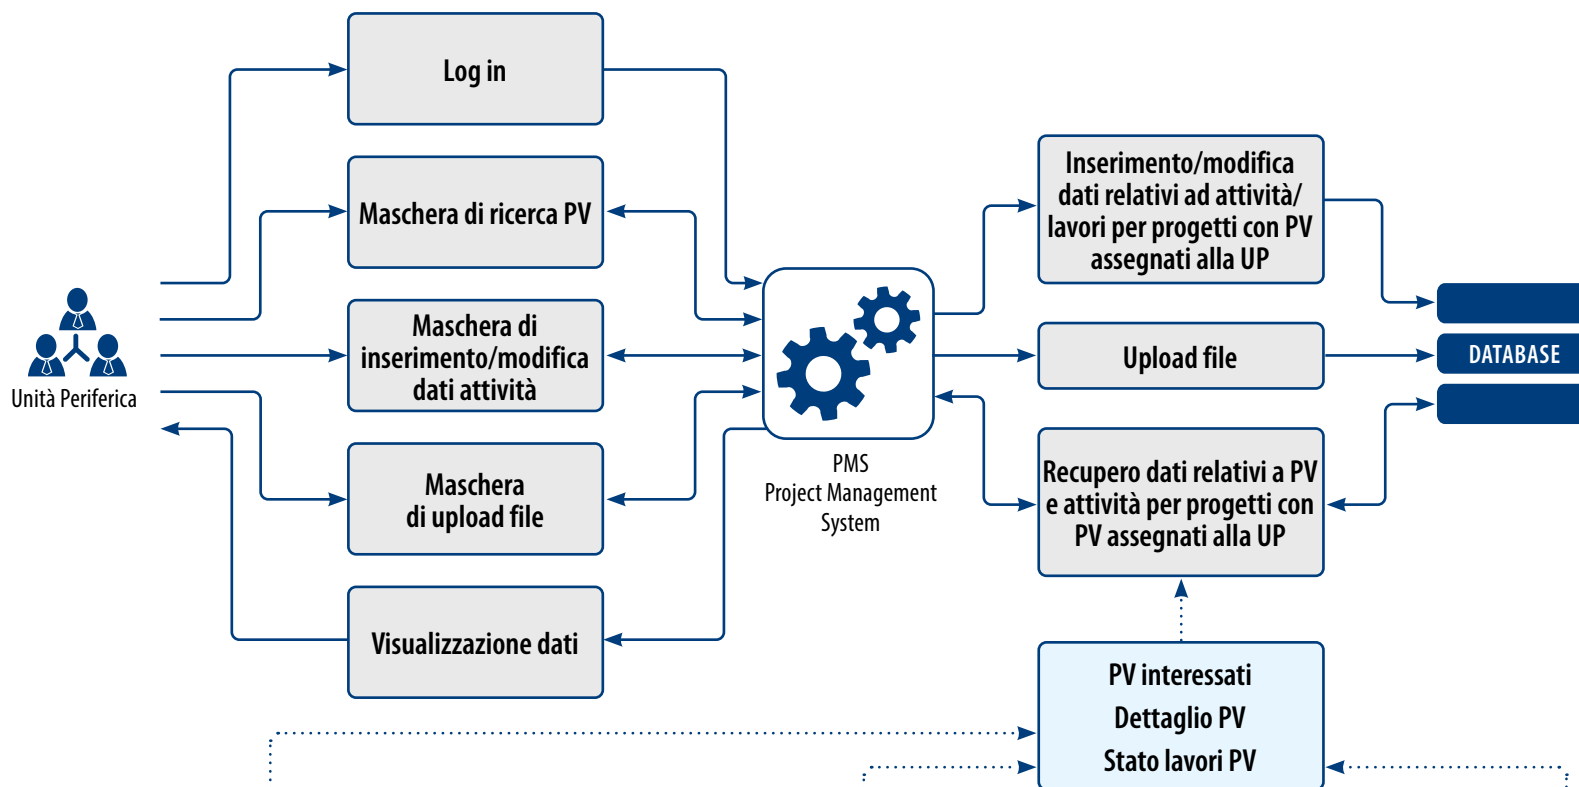 Log in
Maschera di ricerca PV
Maschera di
inserimento/modifica
dati attività
Maschera
di upload file
Visualizzazione dati
Unità Periferica
PMS
Project Management
System
Inserimento/modifica
dati relativi ad attività/
lavori per progetti con PV
assegnati alla UP
Upload file
Recupero dati relativi a PV
e attività per progetti con
PV assegnati alla UP
DATABASE
PV interessati
Dettaglio PV
Stato lavori PV